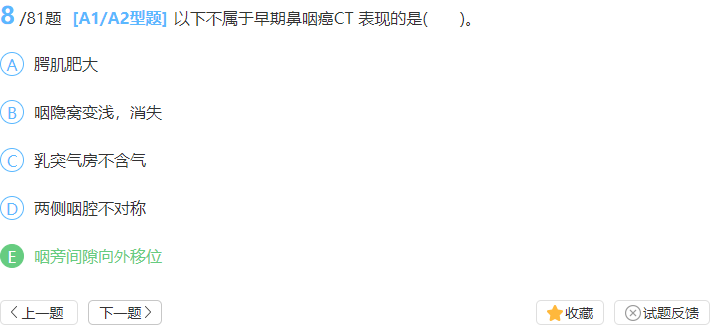 8/81题 [A1/A2型题] 以下不属于早期鼻咽癌CT 表现的是(  )。
A 腭肌肥大
B 咽隐窝变浅，消失
C 乳突气房不含气
D 两侧咽腔不对称
E 咽旁间隙向外移位
上一题 下一题 收藏 试题反馈